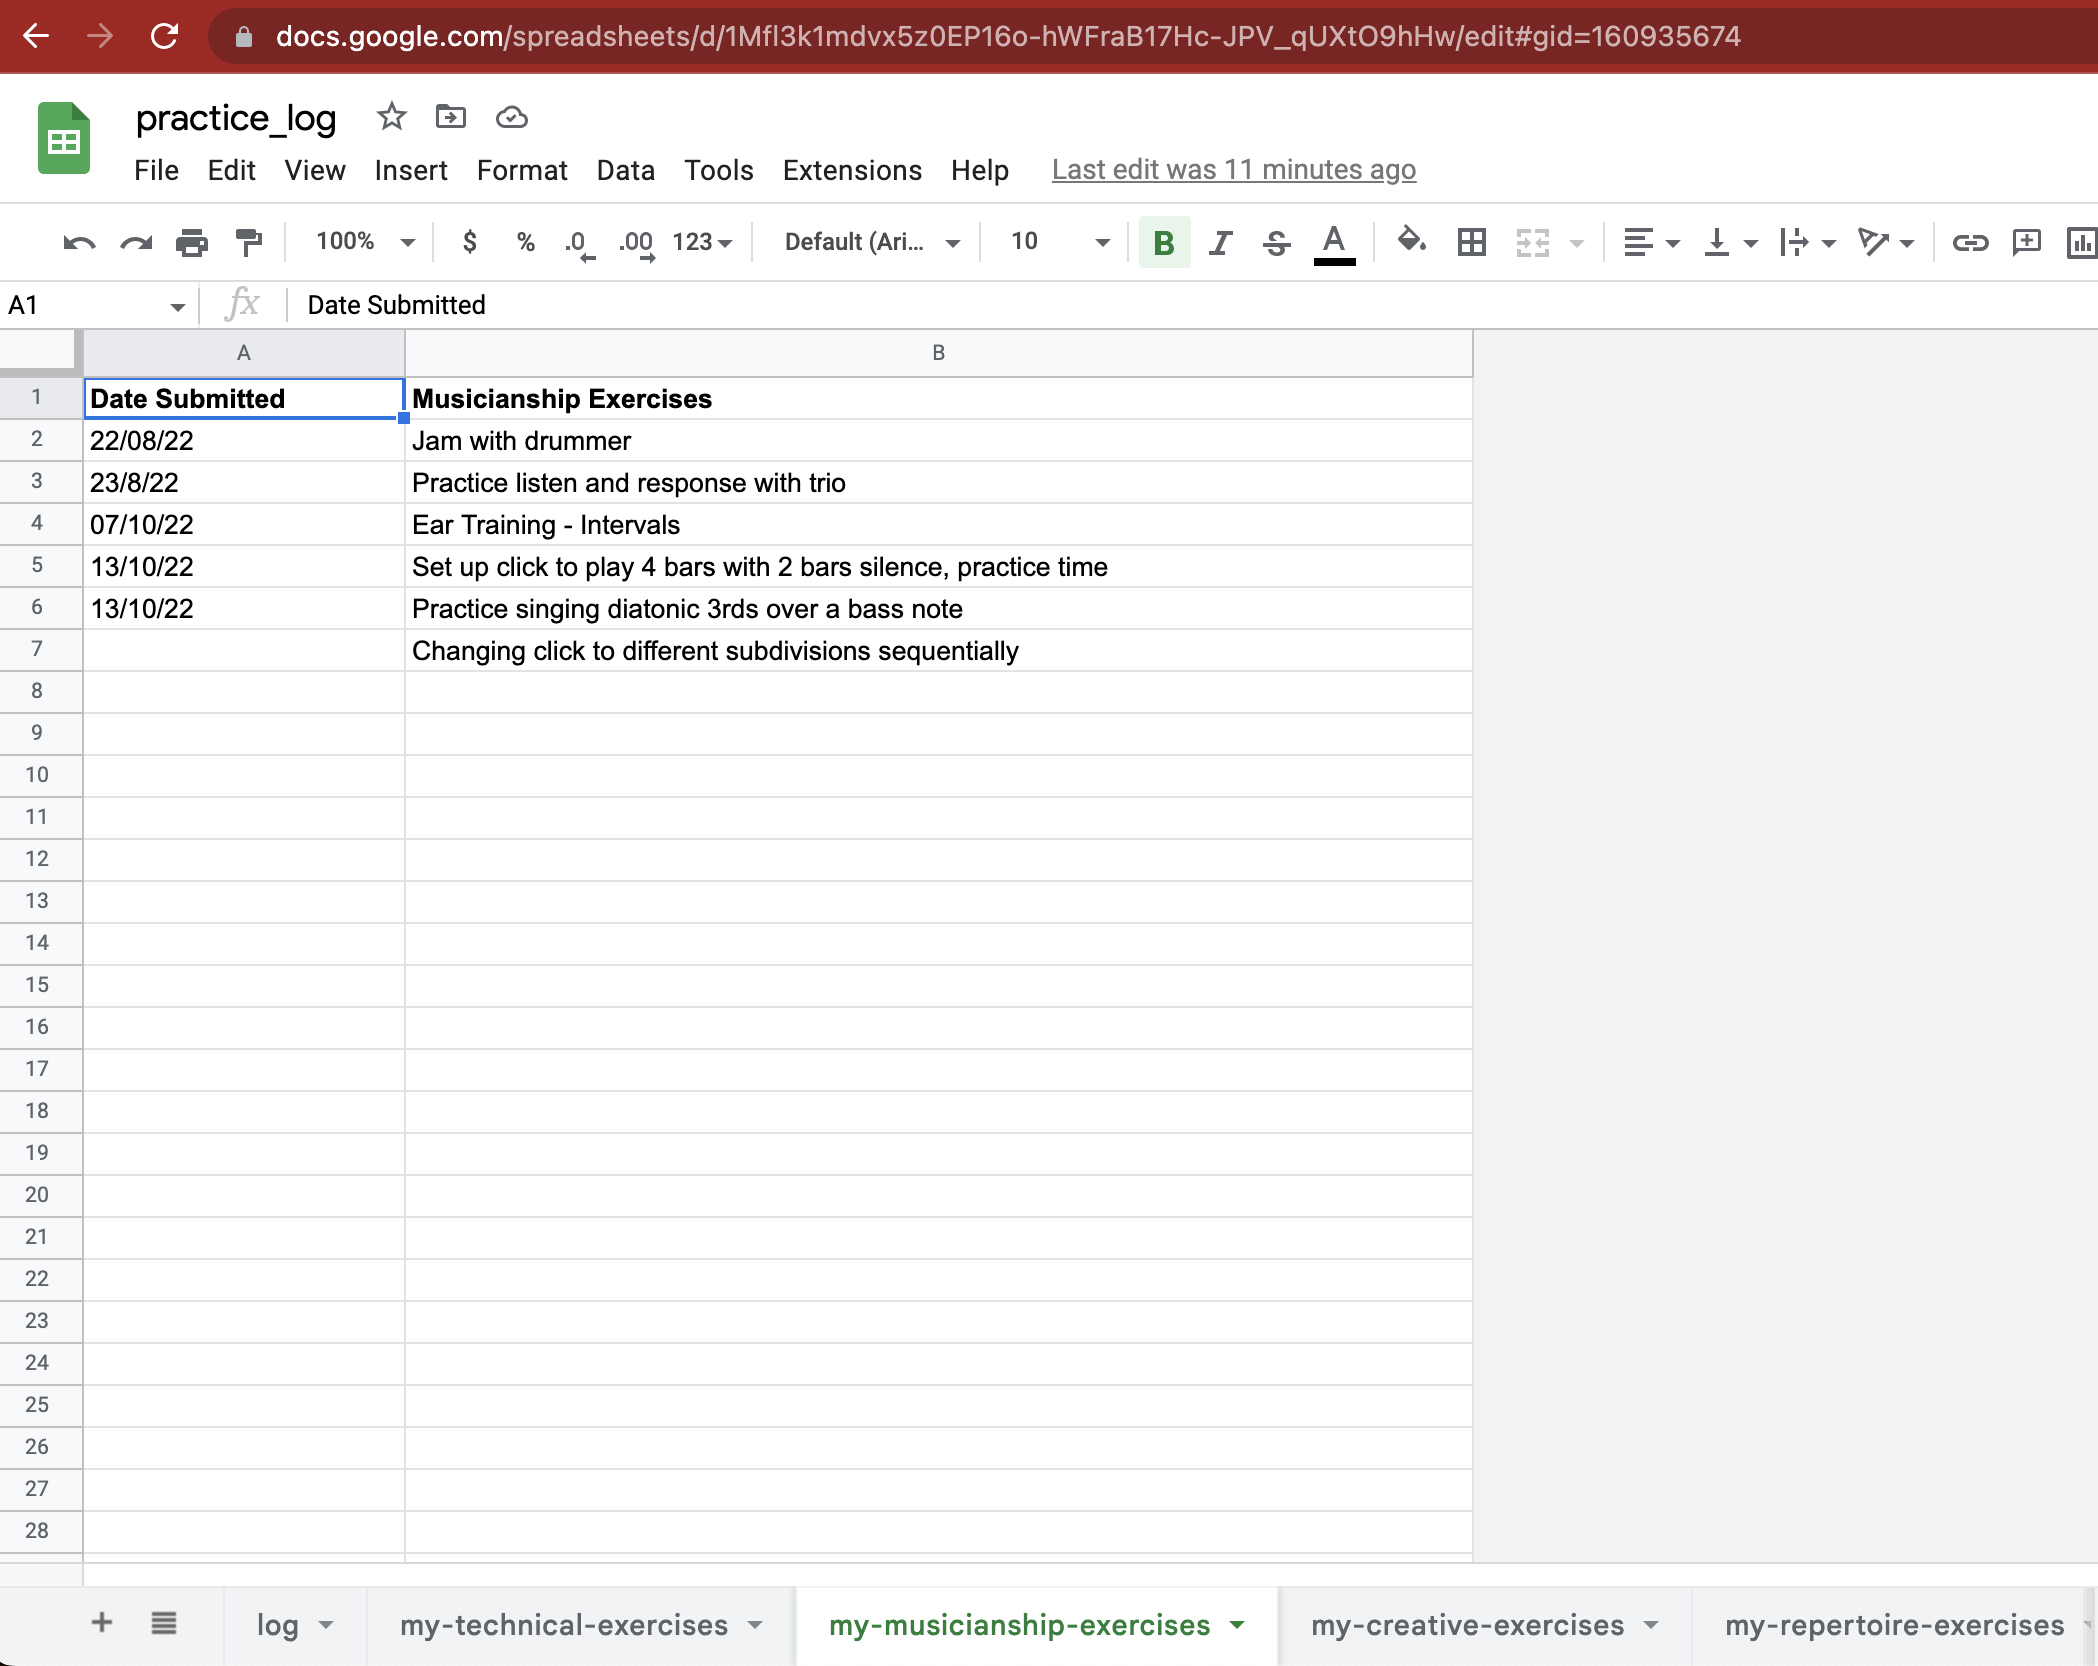 docs.google.com/spreadsheets/d/1Mfl3k1mdvx5z0EP16o-hWFraB17Hc-JPV_qUXtO9hHw/edit#gid=160935674
practice_log
File Edit View Insert Format Data Tools Extensions Help Last edit was 11 minutes ago
100% $ % .0 .00 123 Default (Ari... 10 B I S A
A1 fx Date Submitted
A B
1 Date Submitted Musicianship Exercises
2 22/08/22 Jam with drummer
3 23/8/22 Practice listen and response with trio
4 07/10/22 Ear Training - Intervals
5 13/10/22 Set up click to play 4 bars with 2 bars silence, practice time
6 13/10/22 Practice singing diatonic 3rds over a bass note
7 Changing click to different subdivisions sequentially
8
9
10
11
12
13
14
15
16
17
18
19
20
21
22
23
24
25
26
27
28
log my-technical-exercises my-musicianship-exercises my-creative-exercises my-repertoire-exercises